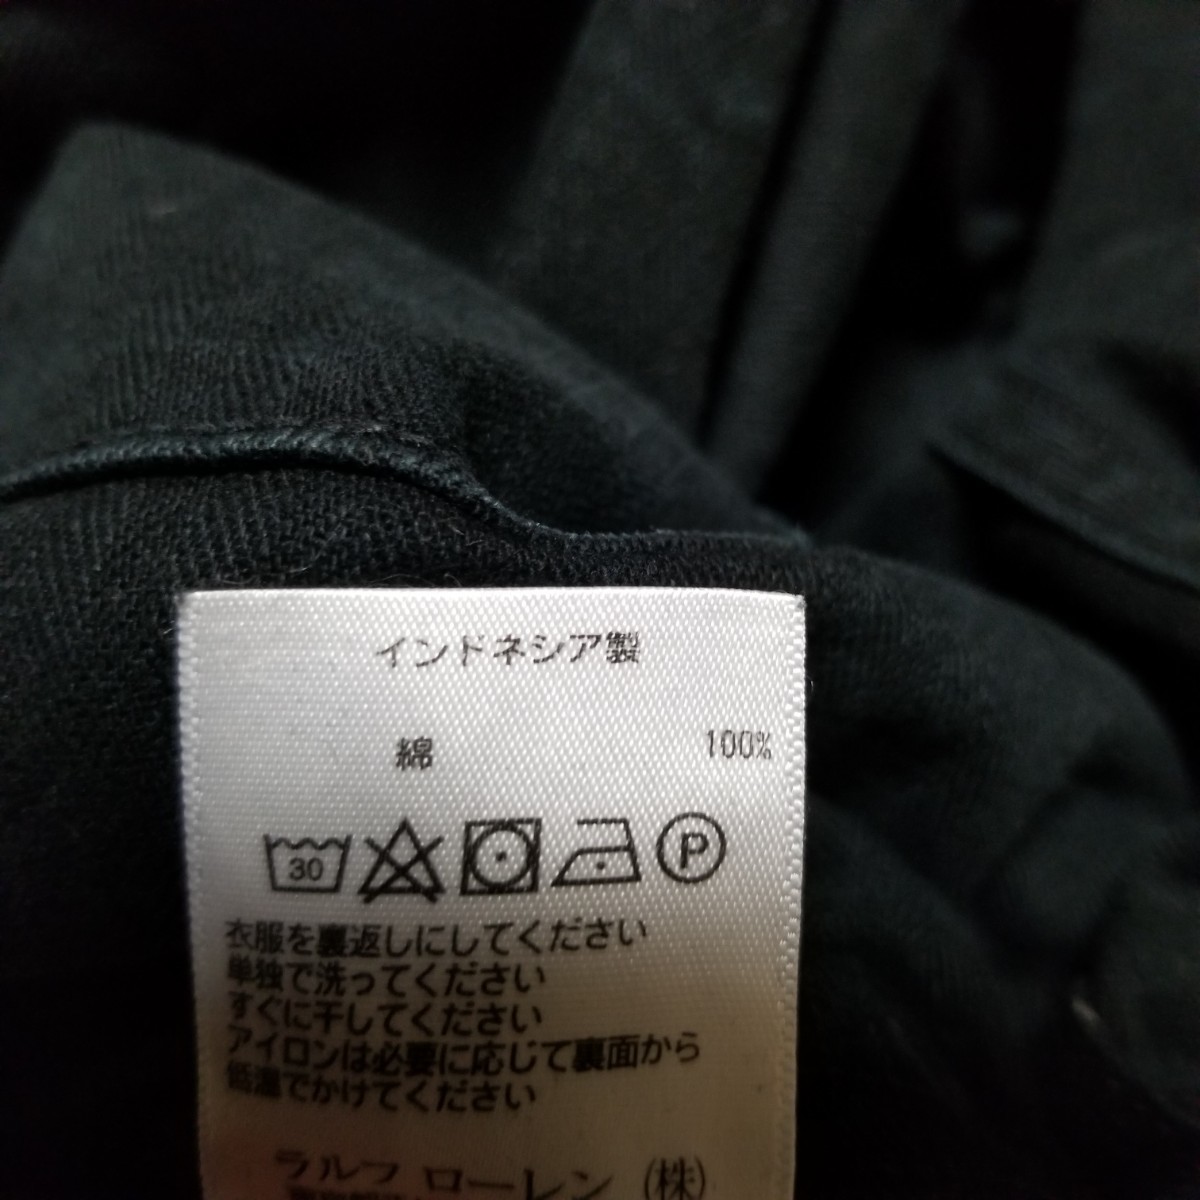 インドネシア製
綿 100%
30 P
衣服を裏返しにしてください
単独で洗ってください
すぐに干してください
アイロンは必要に応じて裏面から
低温でかけてください
ラルフ ローレン (株)